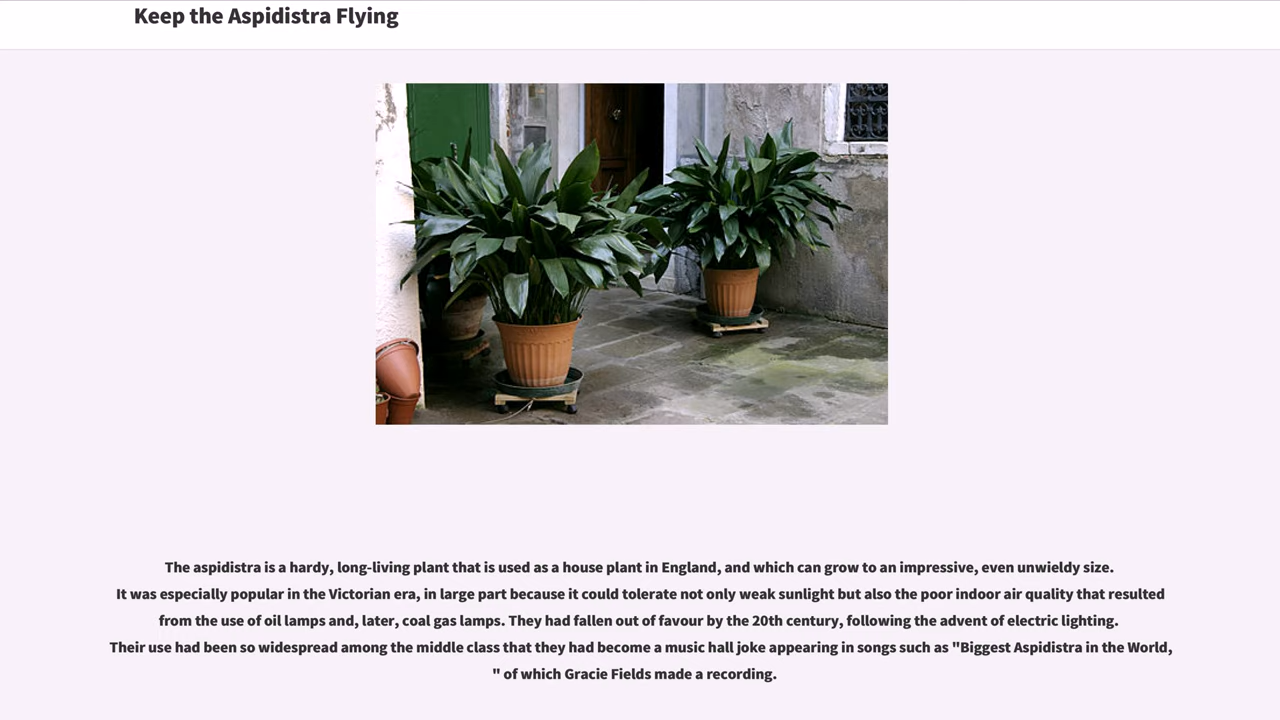 Keep the Aspidistra Flying
The aspidistra is a hardy, long-living plant that is used as a house plant in England, and which can grow to an impressive, even unwieldy size.
It was especially popular in the Victorian era, in large part because it could tolerate not only weak sunlight but also the poor indoor air quality that resulted
from the use of oil lamps and, later, coal gas lamps. They had fallen out of favour by the 20th century, following the advent of electric lighting.
Their use had been so widespread among the middle class that they had become a music hall joke appearing in songs such as "Biggest Aspidistra in the World,
" of which Gracie Fields made a recording.